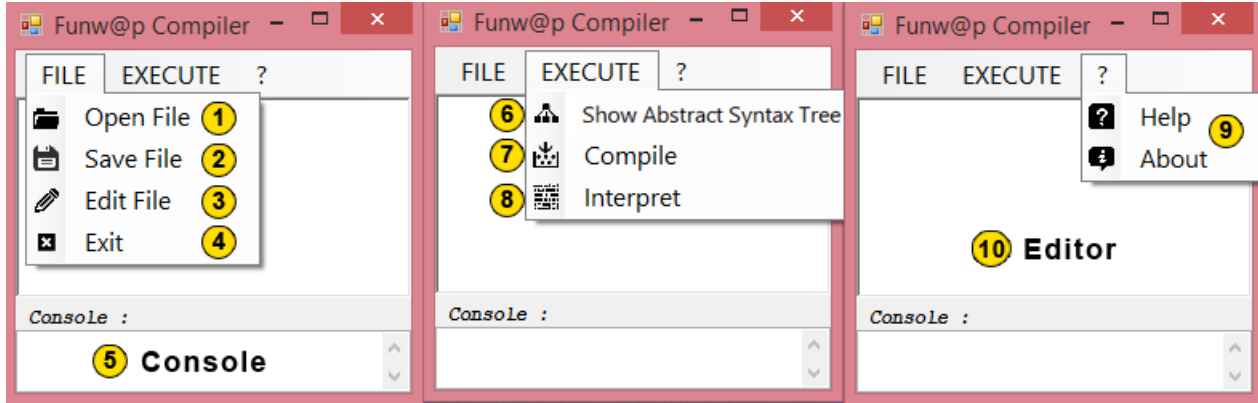 Funw@p Compiler
FILE EXECUTE ?
Open File 1
Save File 2
Edit File 3
Exit 4
Console :
5 Console
Funw@p Compiler
FILE EXECUTE ?
6 Show Abstract Syntax Tree
7 Compile
8 Interpret
Console :
Funw@p Compiler
FILE EXECUTE ?
Help 9
About
10 Editor
Console :